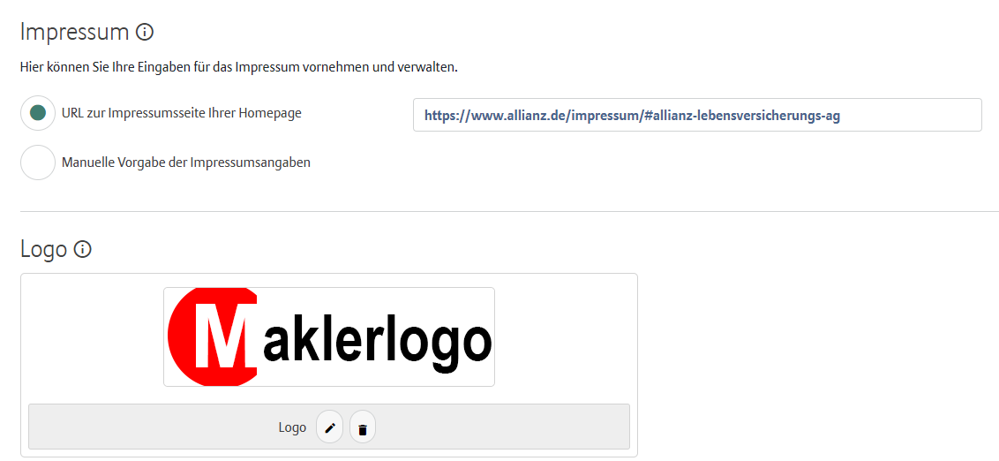 Impressum
Hier können Sie Ihre Eingaben für das Impressum vornehmen und verwalten.
URL zur Impressumsseite Ihrer Homepage https://www.allianz.de/impressum/#allianz-lebensversicherungs-ag
Manuelle Vorgabe der Impressumsangaben
Logo
Maklerlogo
Logo